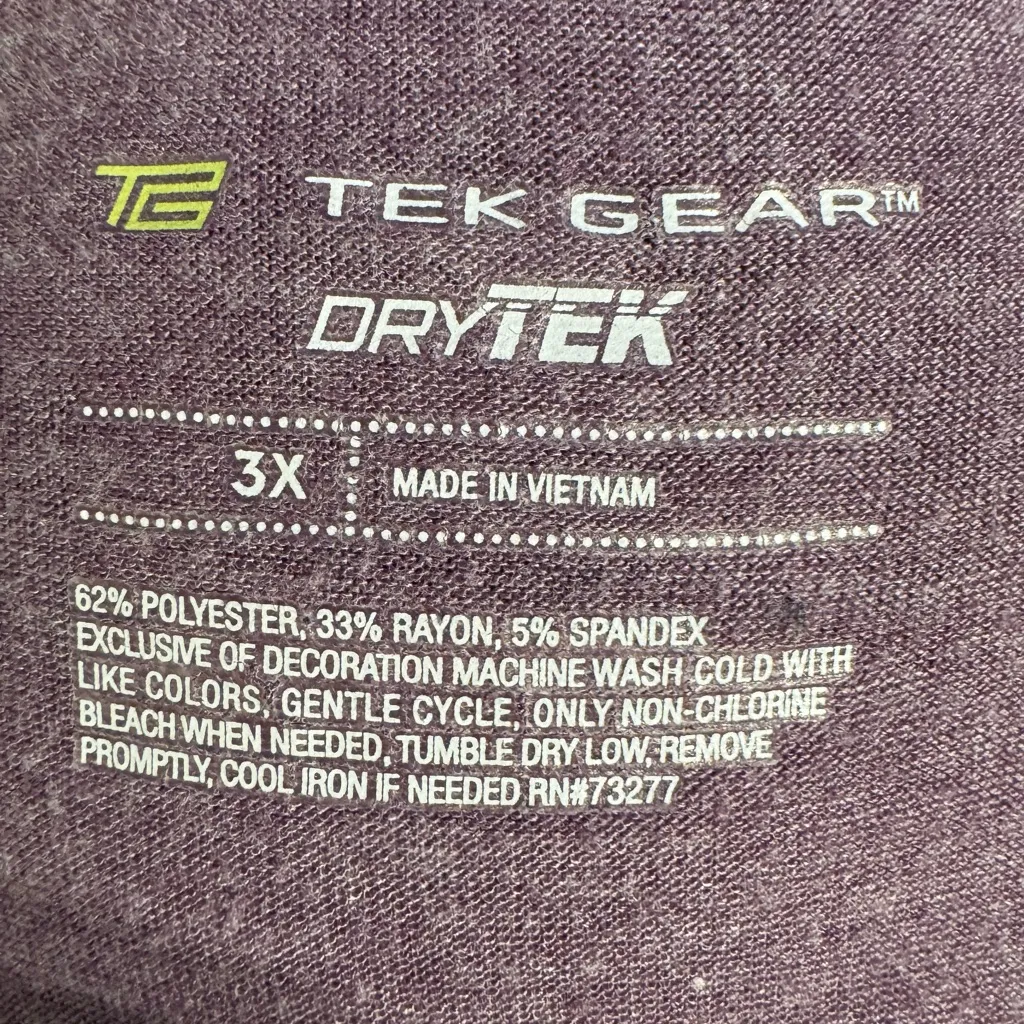 TG TEK GEAR™
DRYTEK
3X MADE IN VIETNAM
62% POLYESTER, 33% RAYON, 5% SPANDEX
EXCLUSIVE OF DECORATION MACHINE WASH COLD WITH
LIKE COLORS, GENTLE CYCLE, ONLY NON-CHLORINE
BLEACH WHEN NEEDED, TUMBLE DRY LOW, REMOVE
PROMPTLY, COOL IRON IF NEEDED RN#73277